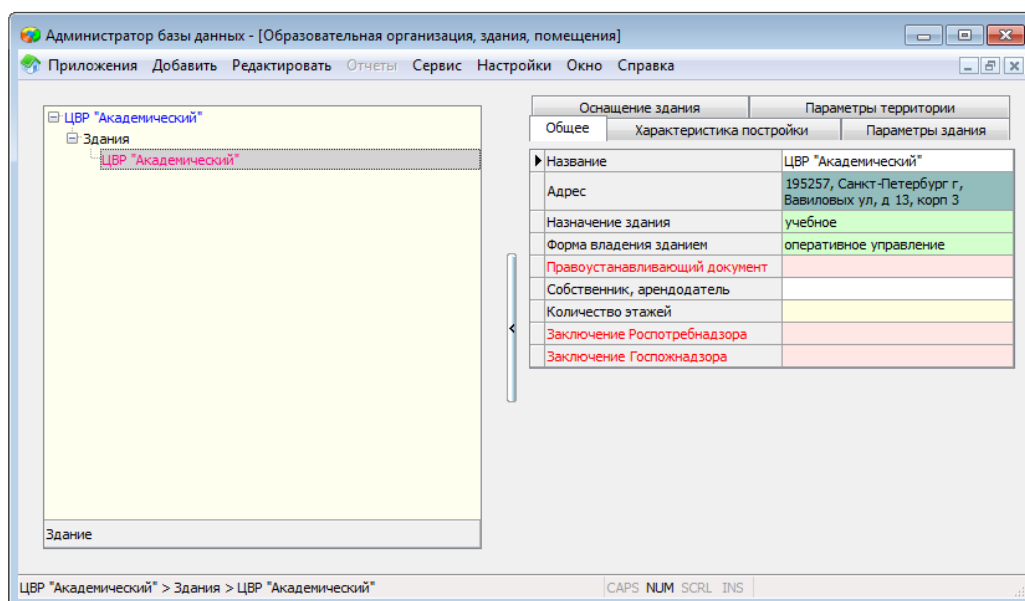 Администратор базы данных - [Образовательная организация, здания, помещения]
Приложения Добавить Редактировать Отчеты Сервис Настройки Окно Справка
ЦВР "Академический"
Здания
ЦВР "Академический"
Здание
Оснащение здания Параметры территории
Общее Характеристика постройки Параметры здания
Название ЦВР "Академический"
Адрес 195257, Санкт-Петербург г,
Вавиловых ул, д 13, корп 3
Назначение здания учебное
Форма владения зданием оперативное управление
Правоустанавливающий документ
Собственник, арендодатель
Количество этажей
Заключение Роспотребнадзора
Заключение Госпожнадзора
ЦВР "Академический" > Здания > ЦВР "Академический" CAPS NUM SCRL INS